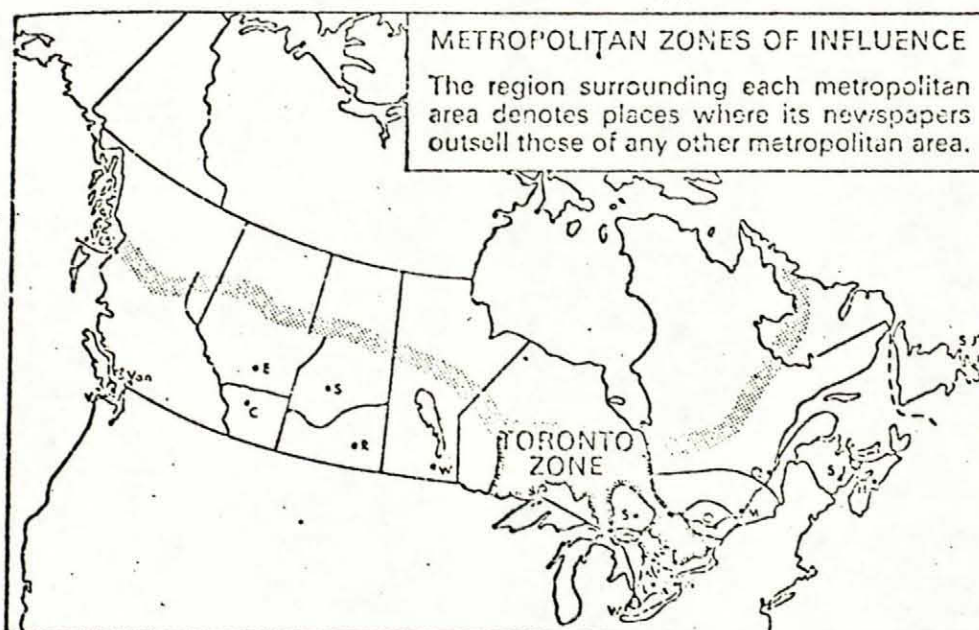 METROPOLITAN ZONES OF INFLUENCE
The region surrounding each metropolitan
area denotes places where its newspapers
outsell those of any other metropolitan area.
E
S
Van
V
C
R
W
TORONTO
ZONE
S
O
M
Q
SJ
H
SJ
W